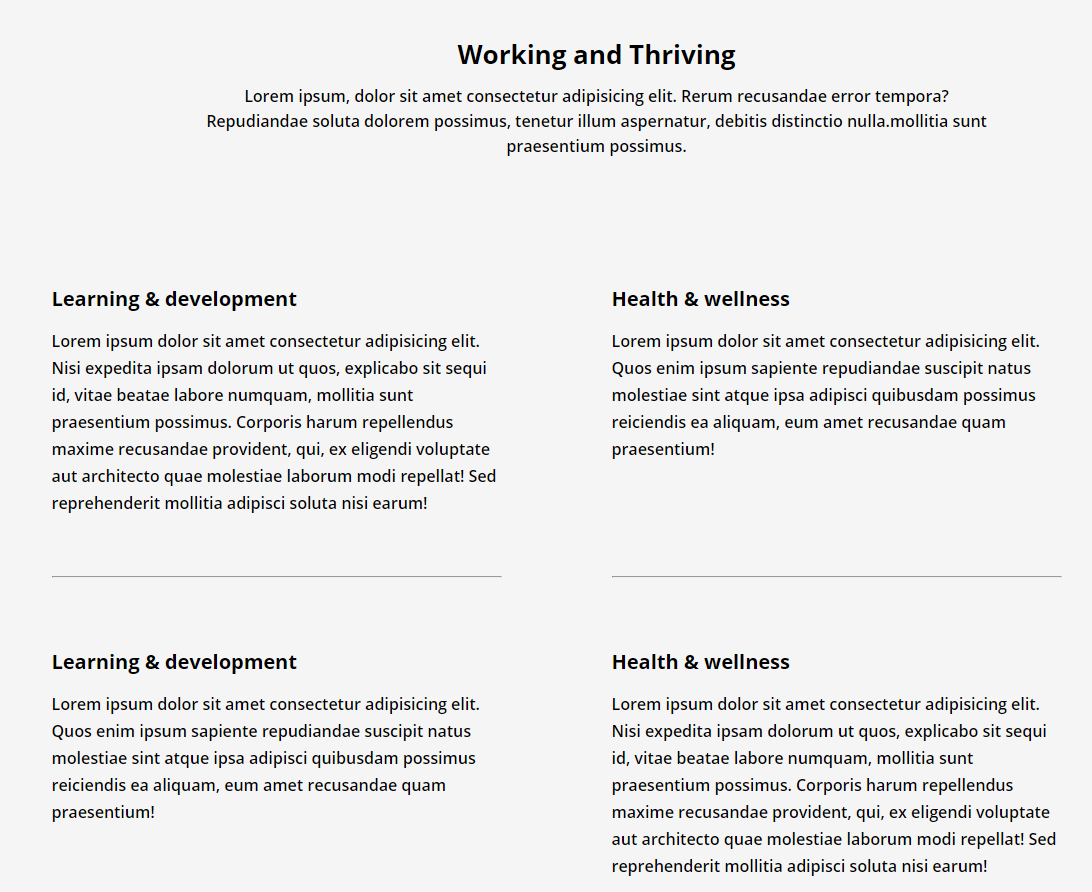 Working and Thriving
Lorem ipsum, dolor sit amet consectetur adipisicing elit. Rerum recusandae error tempora?
Repudiandae soluta dolorem possimus, tenetur illum aspernatur, debitis distinctio nulla.mollitia sunt
praesentium possimus.
Learning & development
Lorem ipsum dolor sit amet consectetur adipisicing elit.
Nisi expedita ipsam dolorum ut quos, explicabo sit sequi
id, vitae beatae labore numquam, mollitia sunt
praesentium possimus. Corporis harum repellendus
maxime recusandae provident, qui, ex eligendi voluptate
aut architecto quae molestiae laborum modi repellat! Sed
reprehenderit mollitia adipisci soluta nisi earum!
Health & wellness
Lorem ipsum dolor sit amet consectetur adipisicing elit.
Quos enim ipsum sapiente repudiandae suscipit natus
molestiae sint atque ipsa adipisci quibusdam possimus
reiciendis ea aliquam, eum amet recusandae quam
praesentium!
Learning & development
Lorem ipsum dolor sit amet consectetur adipisicing elit.
Quos enim ipsum sapiente repudiandae suscipit natus
molestiae sint atque ipsa adipisci quibusdam possimus
reiciendis ea aliquam, eum amet recusandae quam
praesentium!
Health & wellness
Lorem ipsum dolor sit amet consectetur adipisicing elit.
Nisi expedita ipsam dolorum ut quos, explicabo sit sequi
id, vitae beatae labore numquam, mollitia sunt
praesentium possimus. Corporis harum repellendus
maxime recusandae provident, qui, ex eligendi voluptate
aut architecto quae molestiae laborum modi repellat! Sed
reprehenderit mollitia adipisci soluta nisi earum!